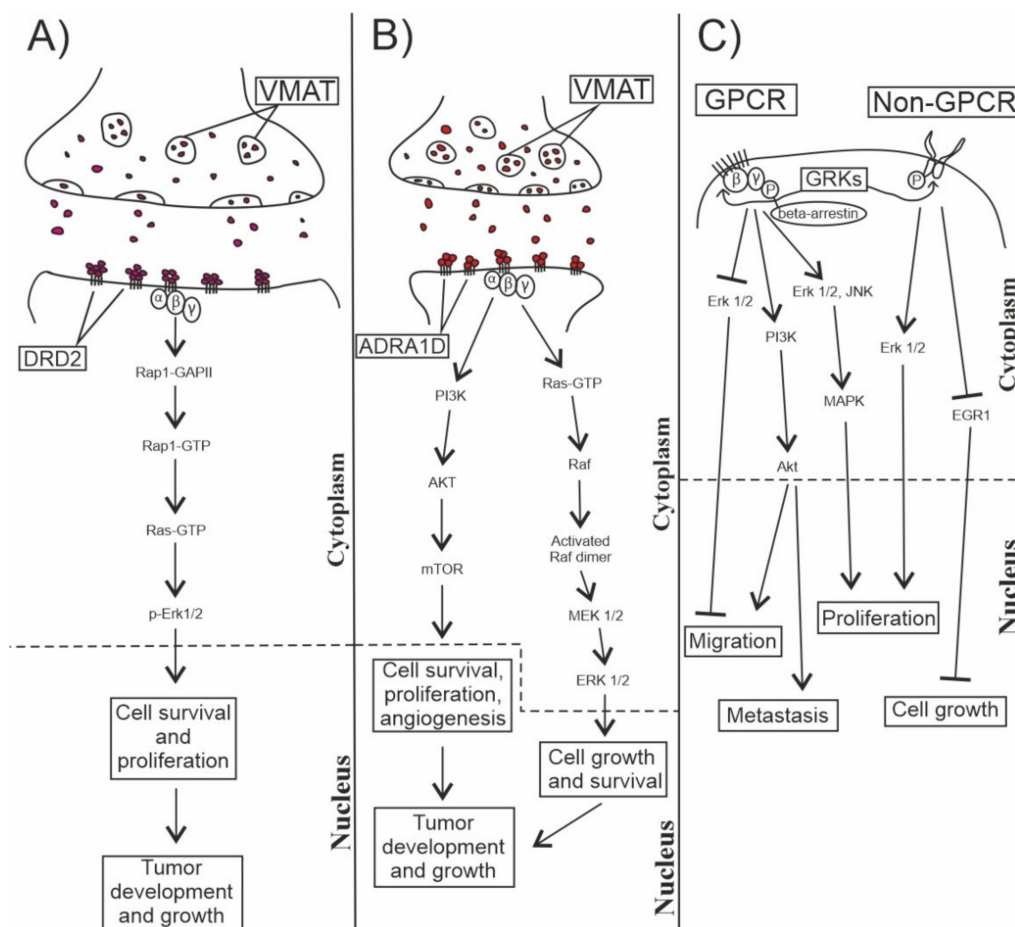 A)
VMAT
DRD2
α
β
γ
Rap1-GAPII
Rap1-GTP
Ras-GTP
p-Erk1/2
Cell survival
and
proliferation
Tumor
development
and growth
Cytoplasm
Nucleus
B)
VMAT
ADRA1D
α
β
γ
PI3K
AKT
mTOR
Cell survival,
proliferation,
angiogenesis
Ras-GTP
Raf
Activated
Raf dimer
MEK 1/2
ERK 1/2
Cell growth
and survival
Tumor
development
and growth
Cytoplasm
Nucleus
C)
GPCR
Non-GPCR
β
γ
P
GRKs
P
beta-arrestin
Erk 1/2
PI3K
Erk 1/2, JNK
MAPK
Akt
Erk 1/2
EGR1
Migration
Proliferation
Metastasis
Cell growth
Cytoplasm
Nucleus